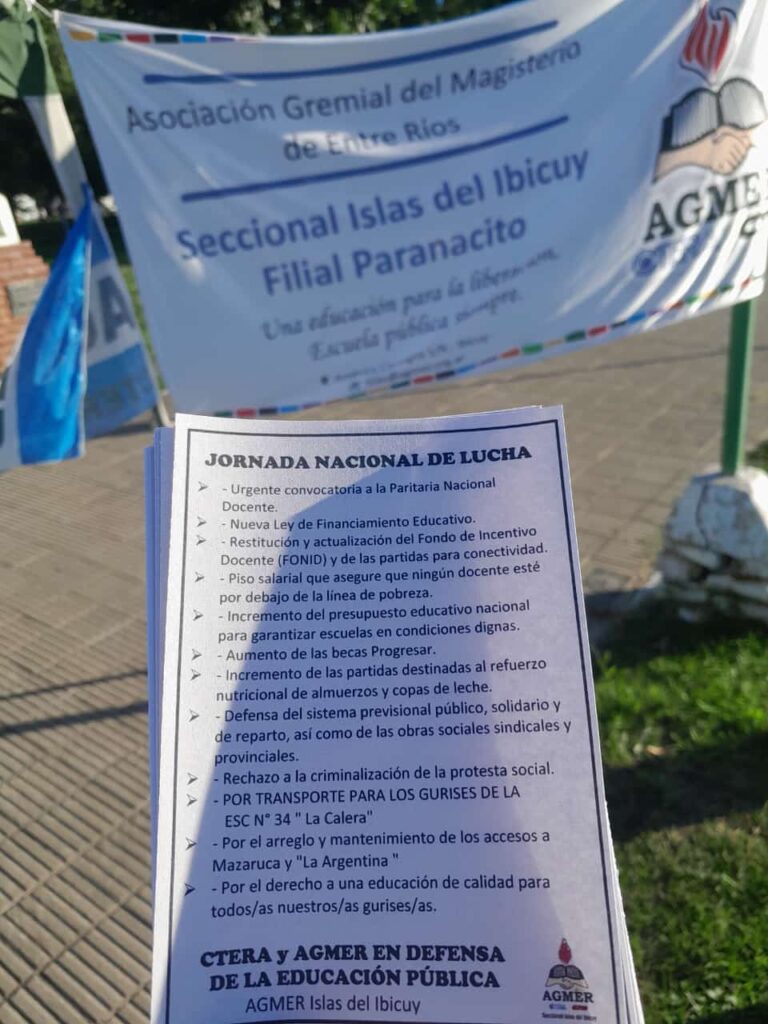 Asociación Gremial del Magisterio
de Entre Ríos
Seccional Islas del Ibicuy
Filial Paranacito
Una educación para la
Escuela pública siempre.
AGMER
JORNADA NACIONAL DE LUCHA
➢ - Urgente convocatoria a la Paritaria Nacional
Docente.
➢ - Nueva Ley de Financiamiento Educativo.
➢ - Restitución y actualización del Fondo de Incentivo
Docente (FONID) y de las partidas para conectividad.
➢ - Piso salarial que asegure que ningún docente esté
por debajo de la línea de pobreza.
➢ - Incremento del presupuesto educativo nacional
para garantizar escuelas en condiciones dignas.
➢ - Aumento de las becas Progresar.
➢ - Incremento de las partidas destinadas al refuerzo
nutricional de almuerzos y copas de leche.
➢ - Defensa del sistema previsional público, solidario y
de reparto, así como de las obras sociales sindicales y
provinciales.
➢ - Rechazo a la criminalización de la protesta social.
➢ - POR TRANSPORTE PARA LOS GURISES DE LA
ESC N° 34 " La Calera"
➢ - Por el arreglo y mantenimiento de los accesos a
Mazaruca y "La Argentina "
➢ - Por el derecho a una educación de calidad para
todos/as nuestros/as gurises/as.
CTERA y AGMER EN DEFENSA
DE LA EDUCACIÓN PÚBLICA
AGMER Islas del Ibicuy
AGMER
Seccional Islas del Ibicuy